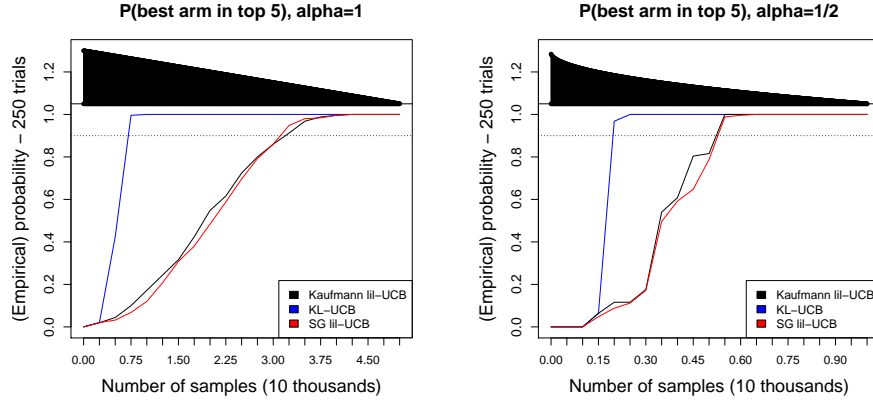 P(best arm in top 5), alpha=1
(Empirical) probability − 250 trials
0.0 0.2 0.4 0.6 0.8 1.0 1.2
Kaufmann lil−UCB
KL−UCB
SG lil−UCB
0.00 0.75 1.50 2.25 3.00 3.75 4.50
Number of samples (10 thousands)
P(best arm in top 5), alpha=1/2
(Empirical) probability − 250 trials
0.0 0.2 0.4 0.6 0.8 1.0 1.2
Kaufmann lil−UCB
KL−UCB
SG lil−UCB
0.00 0.15 0.30 0.45 0.60 0.75 0.90
Number of samples (10 thousands)